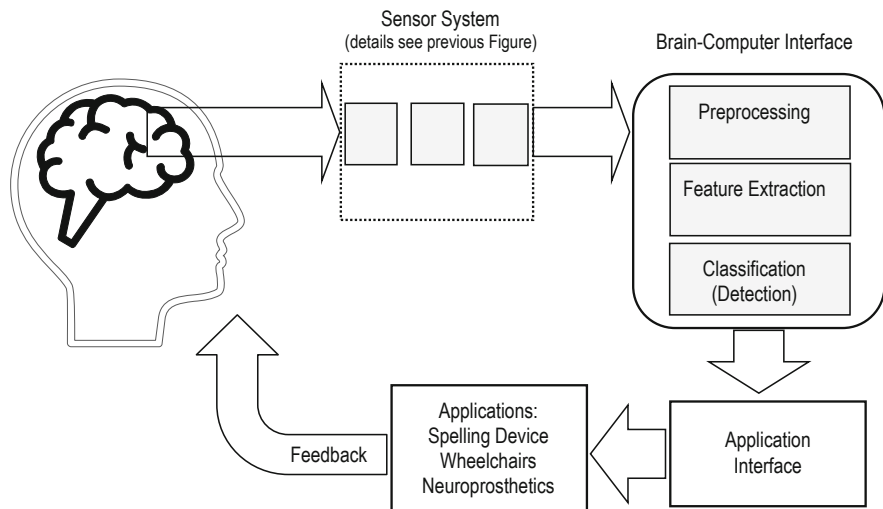 Sensor System
(details see previous Figure)
Brain-Computer Interface
Preprocessing
Feature Extraction
Classification
(Detection)
Application
Interface
Applications:
Spelling Device
Wheelchairs
Neuroprosthetics
Feedback